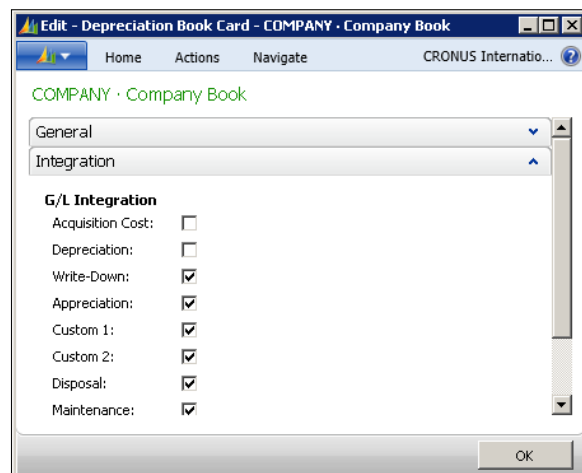 Edit - Depreciation Book Card - COMPANY · Company Book
Home Actions Navigate CRONUS Internatio...
COMPANY · Company Book
General
Integration
G/L Integration
Acquisition Cost:
Depreciation:
Write-Down:
Appreciation:
Custom 1:
Custom 2:
Disposal:
Maintenance:
OK